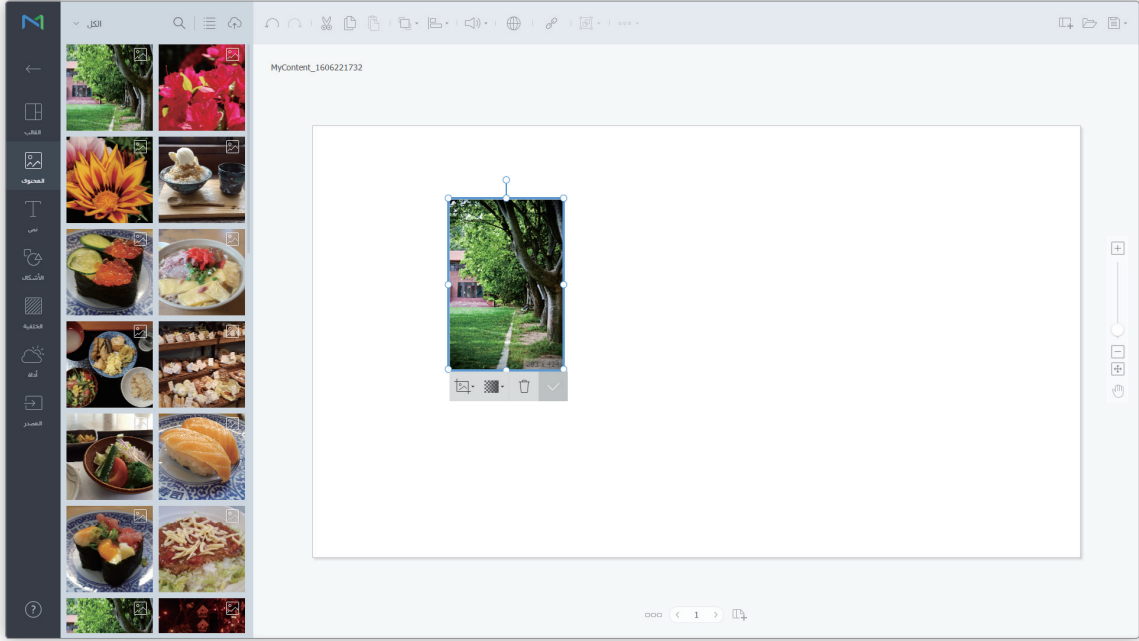 الكل
MyContent_1606221732
القالب
المحتوى
نص
الأشكال
الخلفية
أداة
المصدر
1